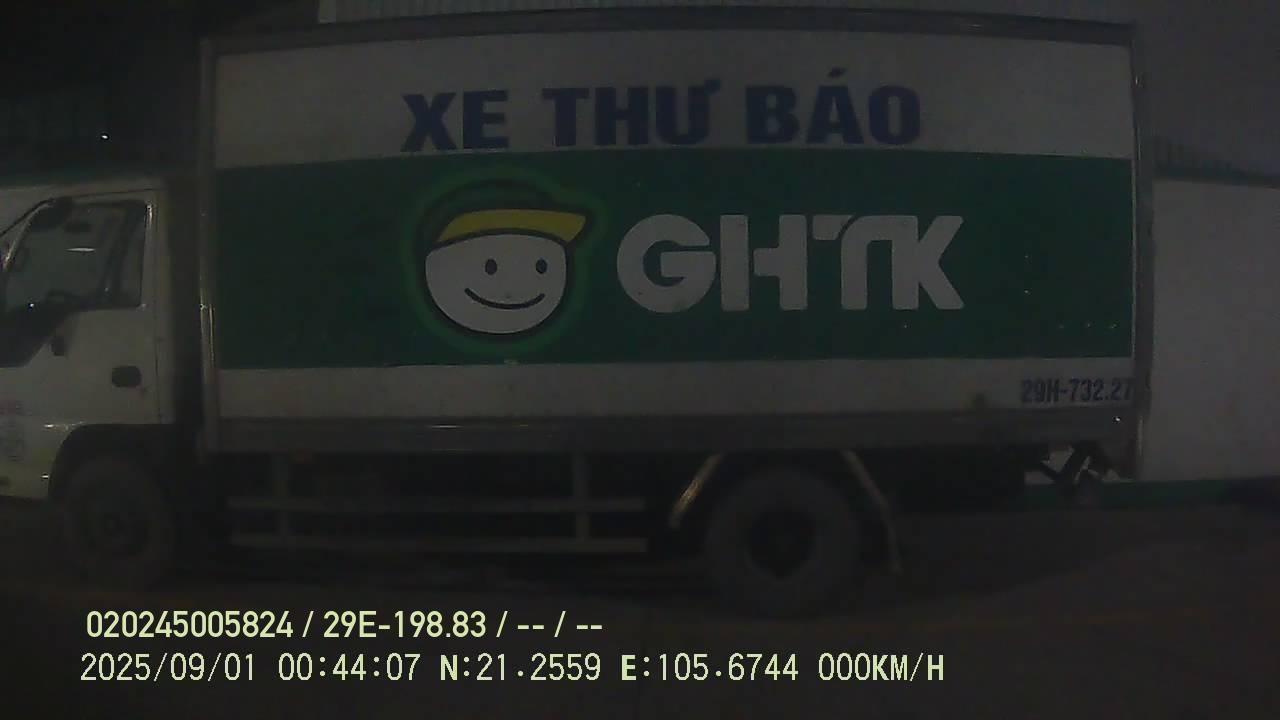 XE THƯ BÁO
GHTK
29H-732.27
020245005824 / 29E-198.83 / -- / --
2025/09/01 00:44:07 N:21.2559 E:105.6744 000KM/H